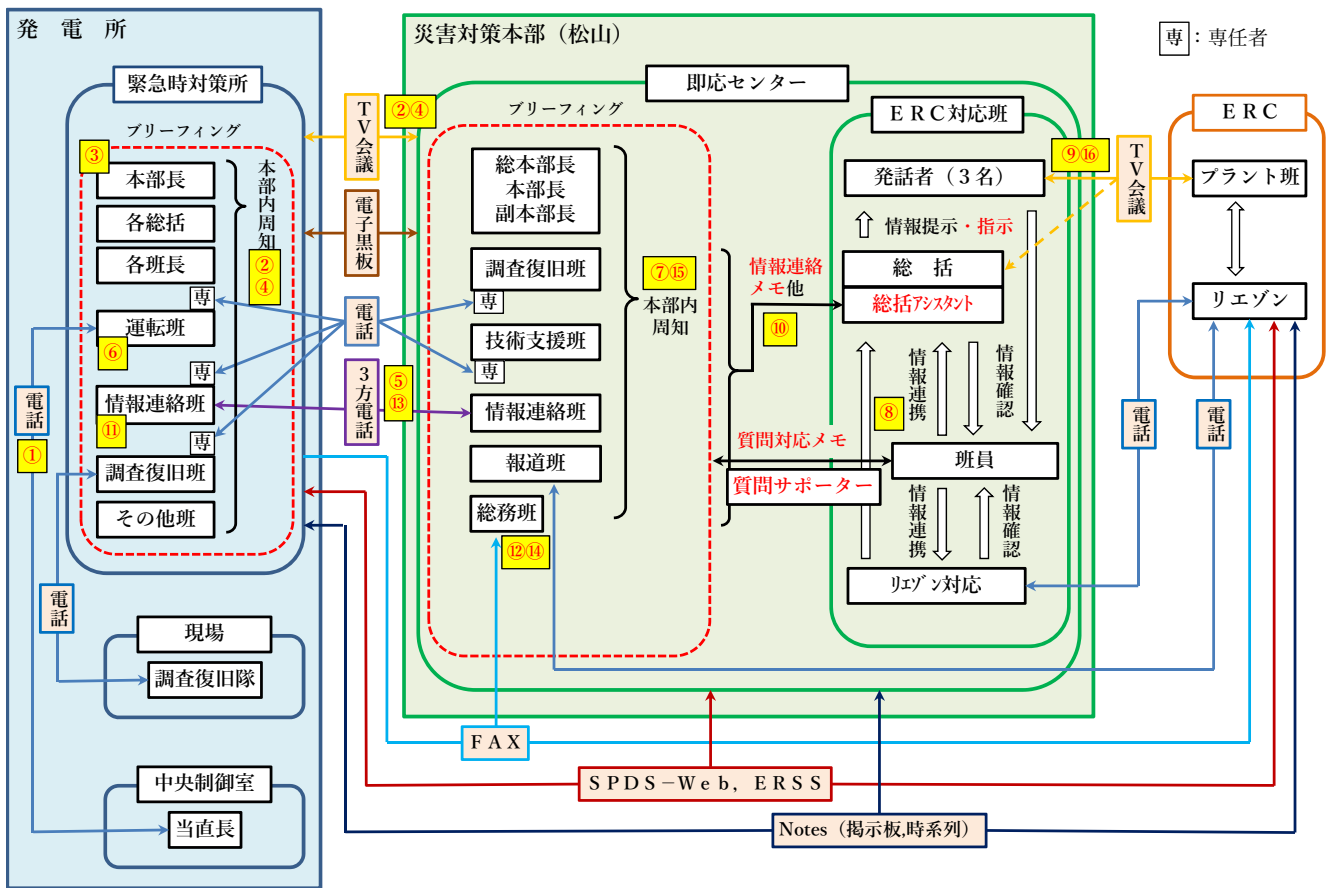 発 電 所
緊急時対策所
ブリーフィング
③
本部長
各総括
各班長
専
運転班
⑥
専
情報連絡班
⑪
専
調査復旧班
その他班
本部内周知
②
④
電話
①
電話
現場
調査復旧隊
中央制御室
当直長
TV会議
②④
電子黒板
電話
3方電話
⑤
⑬
災害対策本部（松山）
即応センター
ブリーフィング
総本部長
本部長
副本部長
調査復旧班
専
技術支援班
専
情報連絡班
報道班
総務班
⑫⑭
⑦⑮
本部内
周知
情報連絡
メモ他
⑩
質問対応メモ
質問サポーター
ERC対応班
発話者（3名）
情報提示・指示
総 括
総括アシスタント
⑧
情報連携
情報確認
班員
情報連携
情報確認
リエゾン対応
⑨⑯
TV会議
専：専任者
ERC
プラント班
リエゾン
電話
電話
FAX
SPDS－Web，ERSS
Notes（掲示板,時系列）